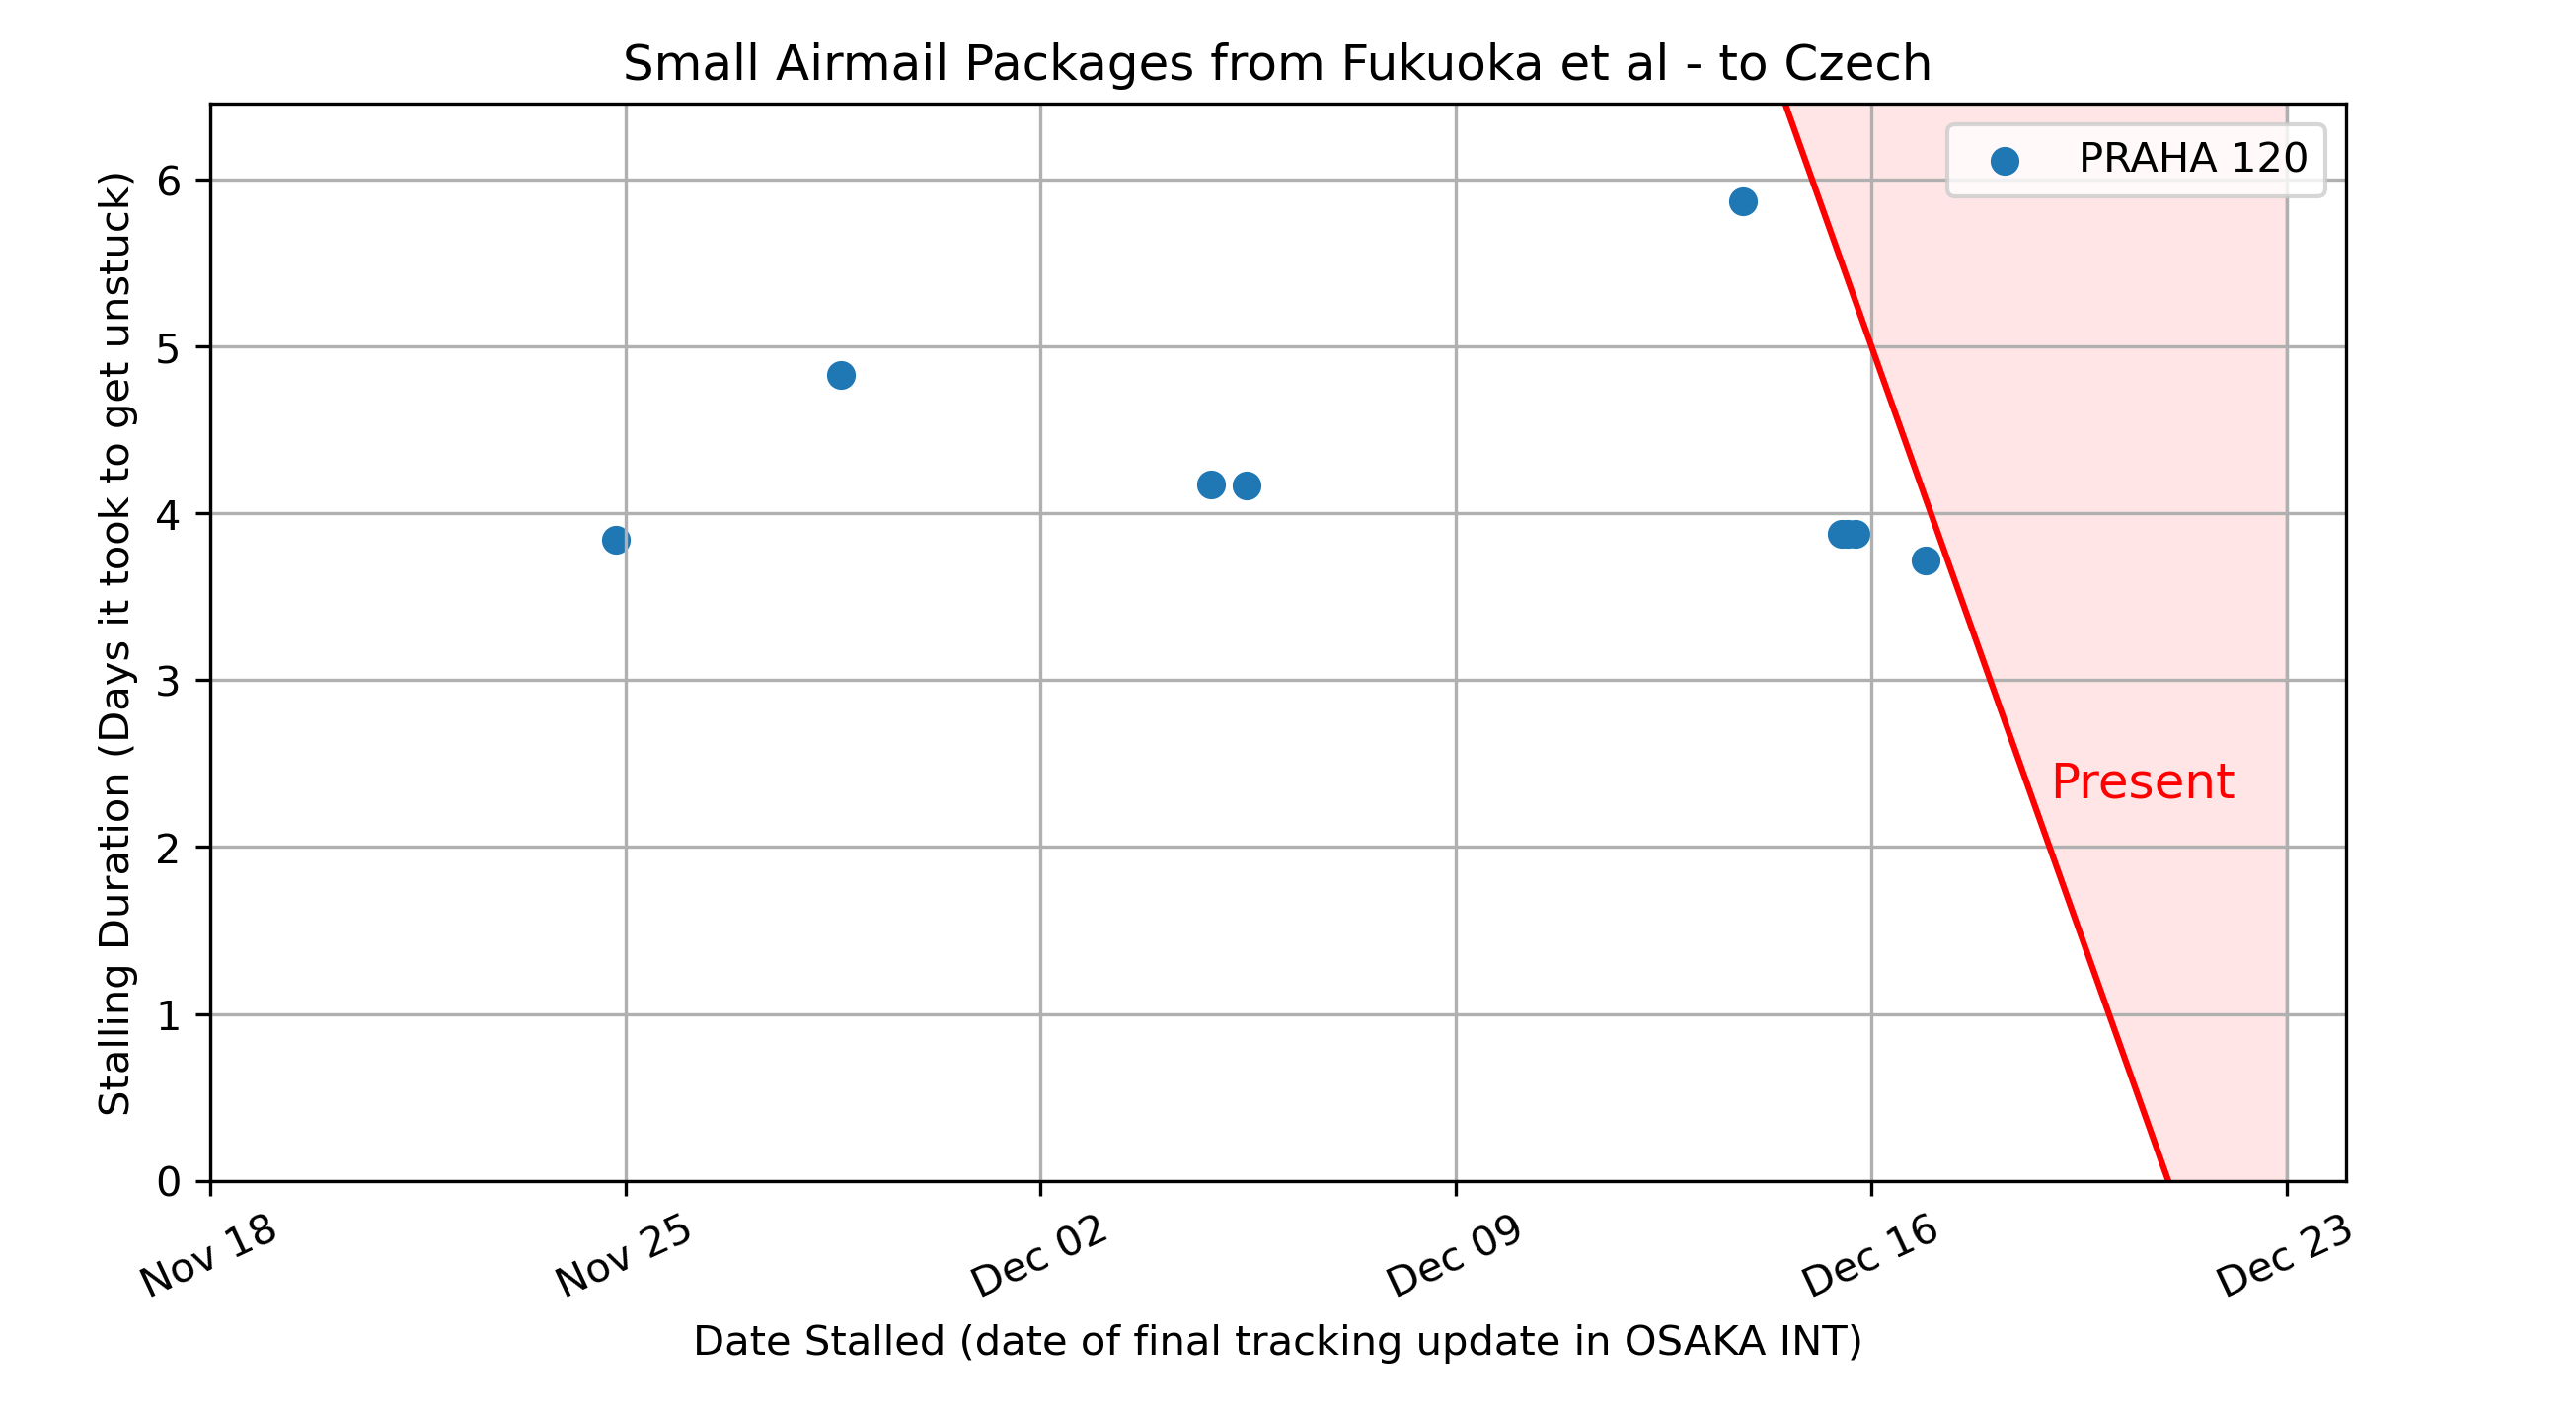 Small Airmail Packages from Fukuoka et al - to Czech
PRAHA 120
Stalling Duration (Days it took to get unstuck)
6
5
4
3
2
1
0
Present
Nov 18
Nov 25
Dec 02
Dec 09
Dec 16
Dec 23
Date Stalled (date of final tracking update in OSAKA INT)